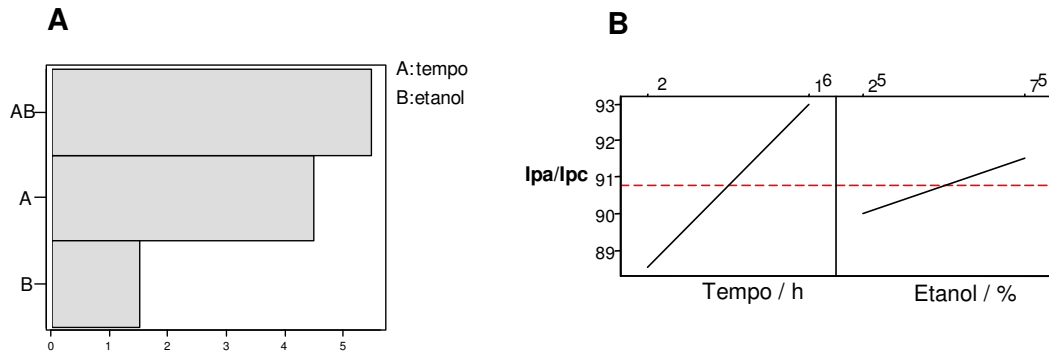 A
A:tempo
B:etanol
AB
A
B
0 1 2 3 4 5
B
2 16 25 75
93
92
Ipa/Ipc 91
90
89
Tempo / h Etanol / %